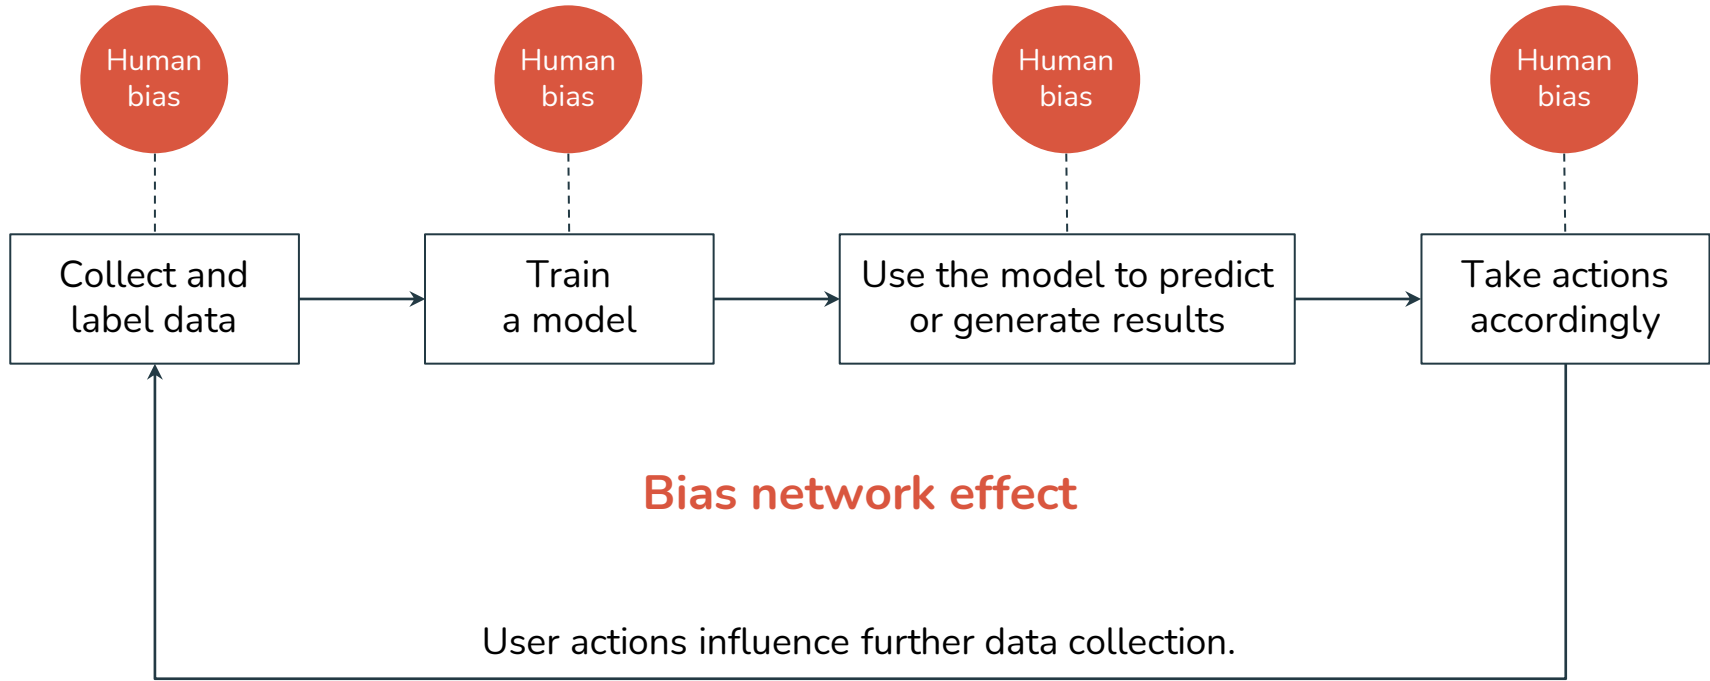 Human
bias
Human
bias
Human
bias
Human
bias
Collect and
label data
Train
a model
Use the model to predict
or generate results
Take actions
accordingly
Bias network effect
User actions influence further data collection.